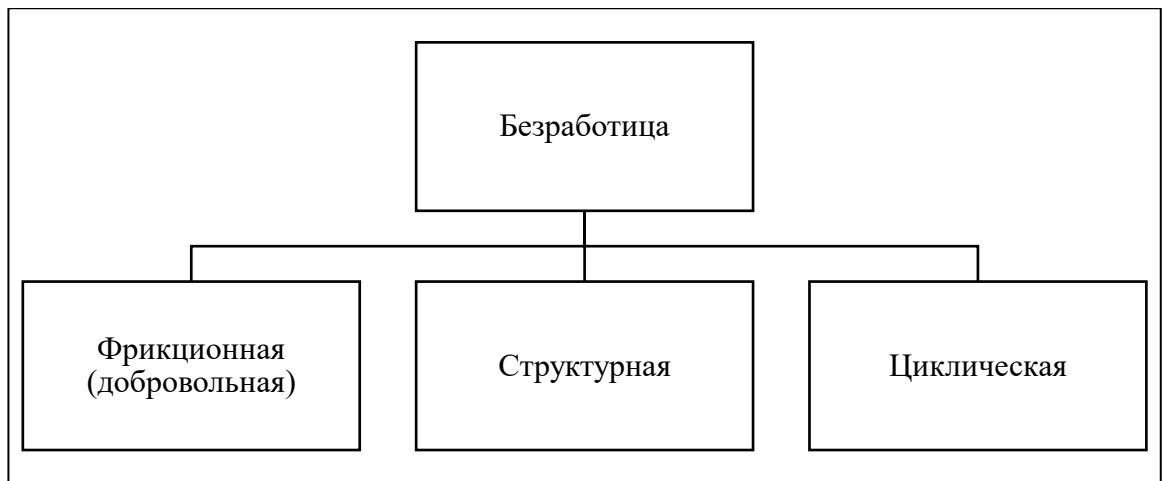 Безработица
Фрикционная
(добровольная)
Структурная
Циклическая